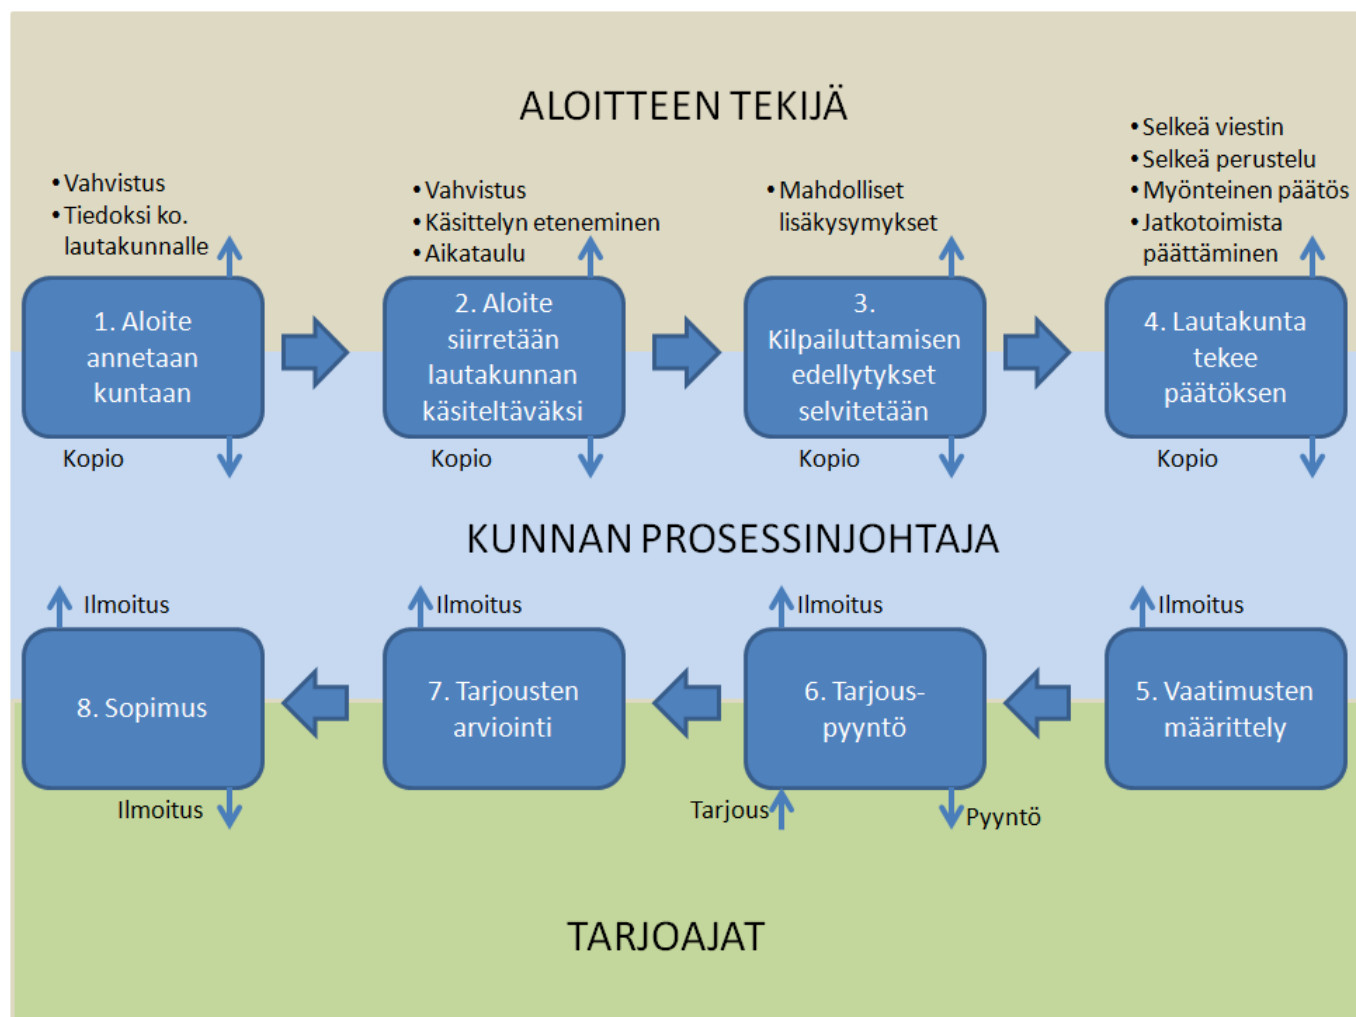 ALOITTEEN TEKIJÄ
• Vahvistus
• Tiedoksi ko.
lautakunnalle
• Vahvistus
• Käsittelyn eteneminen
• Aikataulu
• Mahdolliset
lisäkysymykset
• Selkeä viestin
• Selkeä perustelu
• Myönteinen päätös
• Jatkotoimista
päättäminen
1. Aloite
annetaan
kuntaan
2. Aloite
siirretään
lautakunnan
käsiteltäväksi
3.
Kilpailuttamisen
edellytykset
selvitetään
4. Lautakunta
tekee
päätöksen
Kopio
Kopio
Kopio
Kopio
KUNNAN PROSESSINJOHTAJA
Ilmoitus
Ilmoitus
Ilmoitus
Ilmoitus
8. Sopimus
7. Tarjousten
arviointi
6. Tarjous-
pyyntö
5. Vaatimusten
määrittely
Ilmoitus
Tarjous
Pyyntö
TARJOAJAT